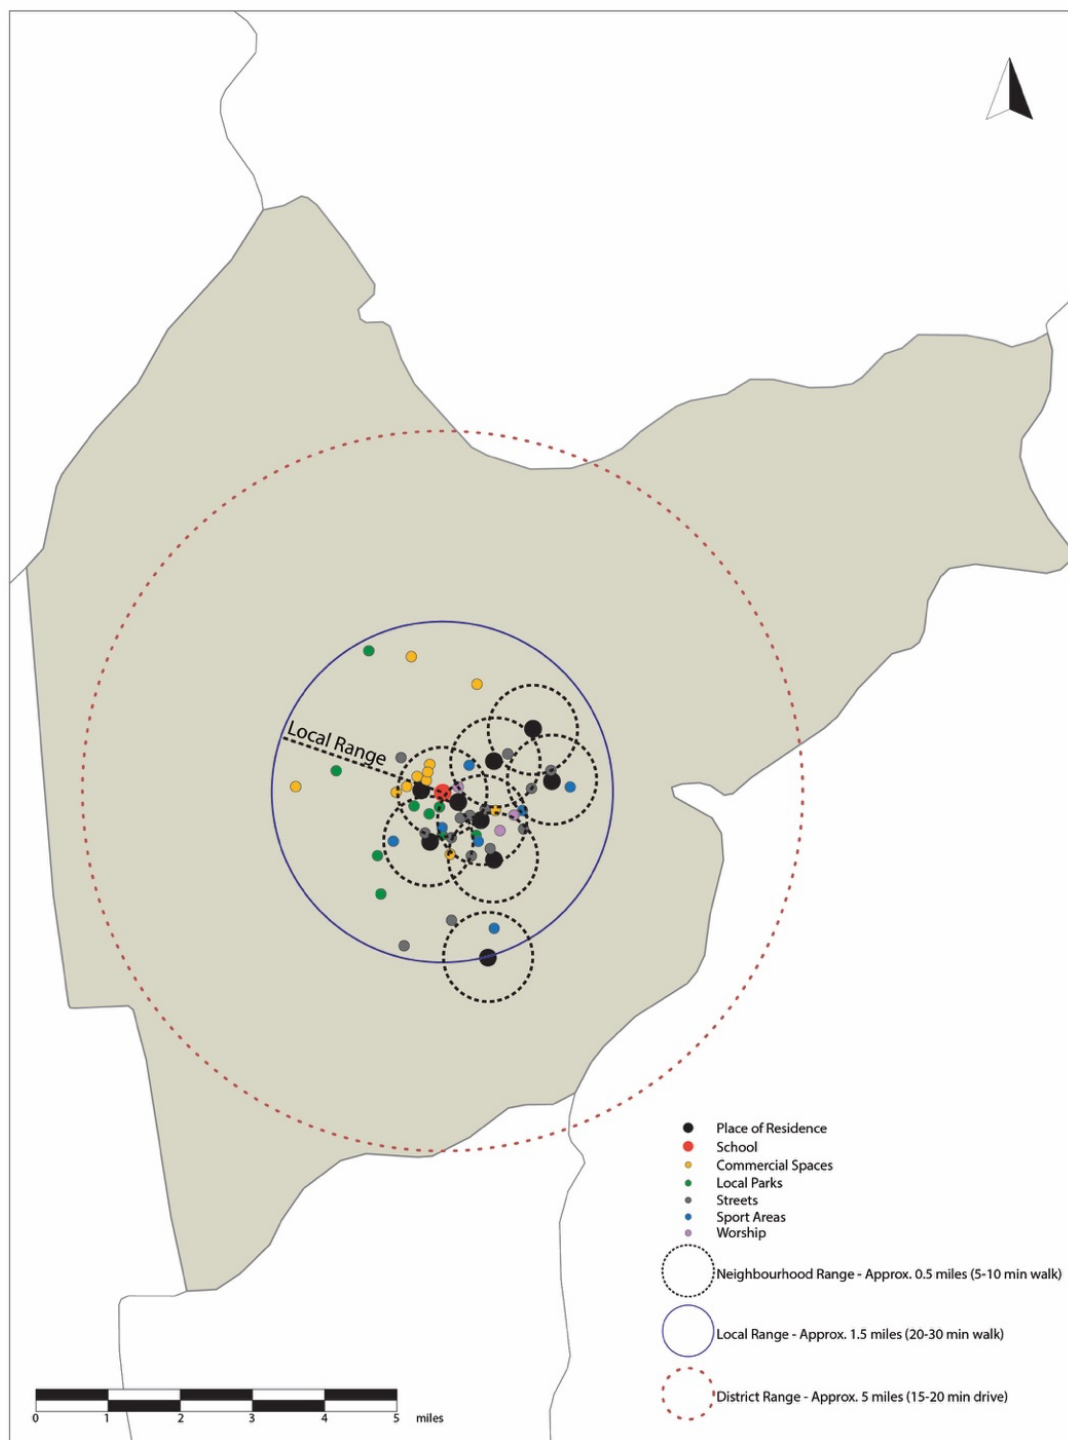 Local Range
Place of Residence
School
Commercial Spaces
Local Parks
Streets
Sport Areas
Worship
Neighbourhood Range - Approx. 0.5 miles (5-10 min walk)
Local Range - Approx. 1.5 miles (20-30 min walk)
District Range - Approx. 5 miles (15-20 min drive)
0 1 2 3 4 5 miles